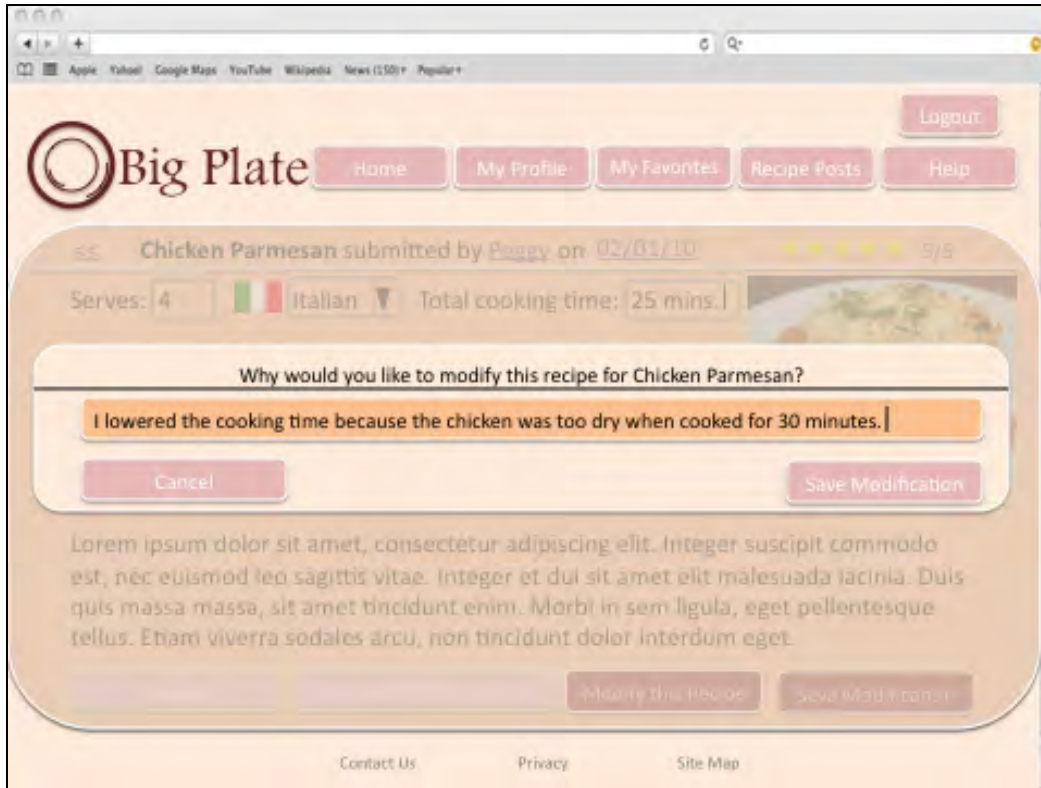 Apple Yahoo! Google Maps YouTube Wikipedia News (150) Popular
Logout
Big Plate
Home My Profile My Favorites Recipe Posts Help
<< Chicken Parmesan submitted by Peggy on 02/01/10 5/5
Serves: 4 Italian Total cooking time: 25 mins.
Why would you like to modify this recipe for Chicken Parmesan?
I lowered the cooking time because the chicken was too dry when cooked for 30 minutes.
Cancel Save Modification
Lorem ipsum dolor sit amet, consectetur adipiscing elit. Integer suscipit commodo
est, nec euismod leo sagittis vitae. Integer et dui sit amet elit malesuada lacinia. Duis
quis massa massa, sit amet tincidunt enim. Morbi in sem ligula, eget pellentesque
tellus. Etiam viverra sodales arcu, non tincidunt dolor interdum eget.
Modify this Recipe Save Modification
Contact Us Privacy Site Map